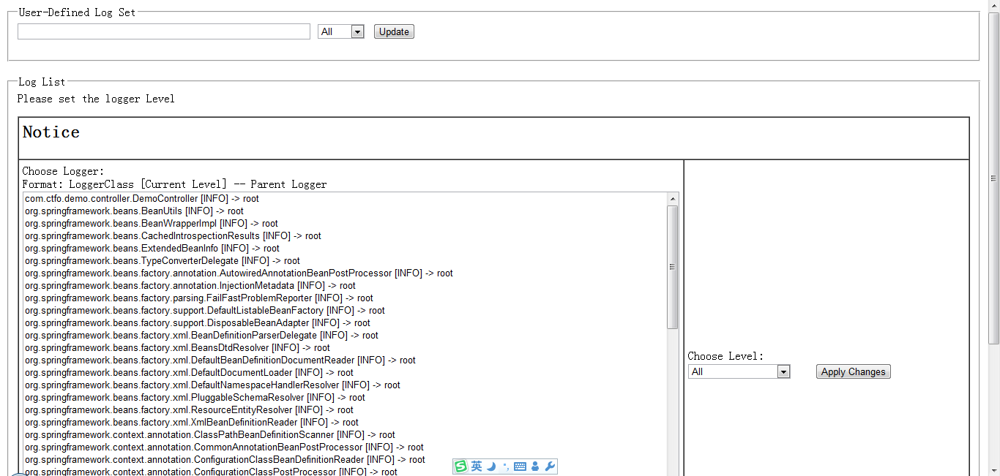 User-Defined Log Set
All Update
Log List
Please set the logger Level
Notice
Choose Logger:
Format: LoggerClass [Current Level] -- Parent Logger
com.ctfo.demo.controller.DemoController [INFO] -> root
org.springframework.beans.BeanUtils [INFO] -> root
org.springframework.beans.BeanWrapperImpl [INFO] -> root
org.springframework.beans.CachedIntrospectionResults [INFO] -> root
org.springframework.beans.ExtendedBeanInfo [INFO] -> root
org.springframework.beans.TypeConverterDelegate [INFO] -> root
org.springframework.beans.factory.annotation.AutowiredAnnotationBeanPostProcessor [INFO] -> root
org.springframework.beans.factory.annotation.InjectionMetadata [INFO] -> root
org.springframework.beans.factory.parsing.FailFastProblemReporter [INFO] -> root
org.springframework.beans.factory.support.DefaultListableBeanFactory [INFO] -> root
org.springframework.beans.factory.support.DisposableBeanAdapter [INFO] -> root
org.springframework.beans.factory.xml.BeanDefinitionParserDelegate [INFO] -> root
org.springframework.beans.factory.xml.BeansDtdResolver [INFO] -> root
org.springframework.beans.factory.xml.DefaultBeanDefinitionDocumentReader [INFO] -> root
org.springframework.beans.factory.xml.DefaultDocumentLoader [INFO] -> root
org.springframework.beans.factory.xml.DefaultNamespaceHandlerResolver [INFO] -> root
org.springframework.beans.factory.xml.PluggableSchemaResolver [INFO] -> root
org.springframework.beans.factory.xml.ResourceEntityResolver [INFO] -> root
org.springframework.beans.factory.xml.XmlBeanDefinitionReader [INFO] -> root
org.springframework.context.annotation.ClassPathBeanDefinitionScanner [INFO] -> root
org.springframework.context.annotation.CommonAnnotationBeanPostProcessor [INFO] -> root
org.springframework.context.annotation.ConfigurationClassBeanDefinitionReader [INFO] -> root
org.springframework.context.annotation.ConfigurationClassPostProcessor [INFO] -> root
Choose Level:
All Apply Changes
英